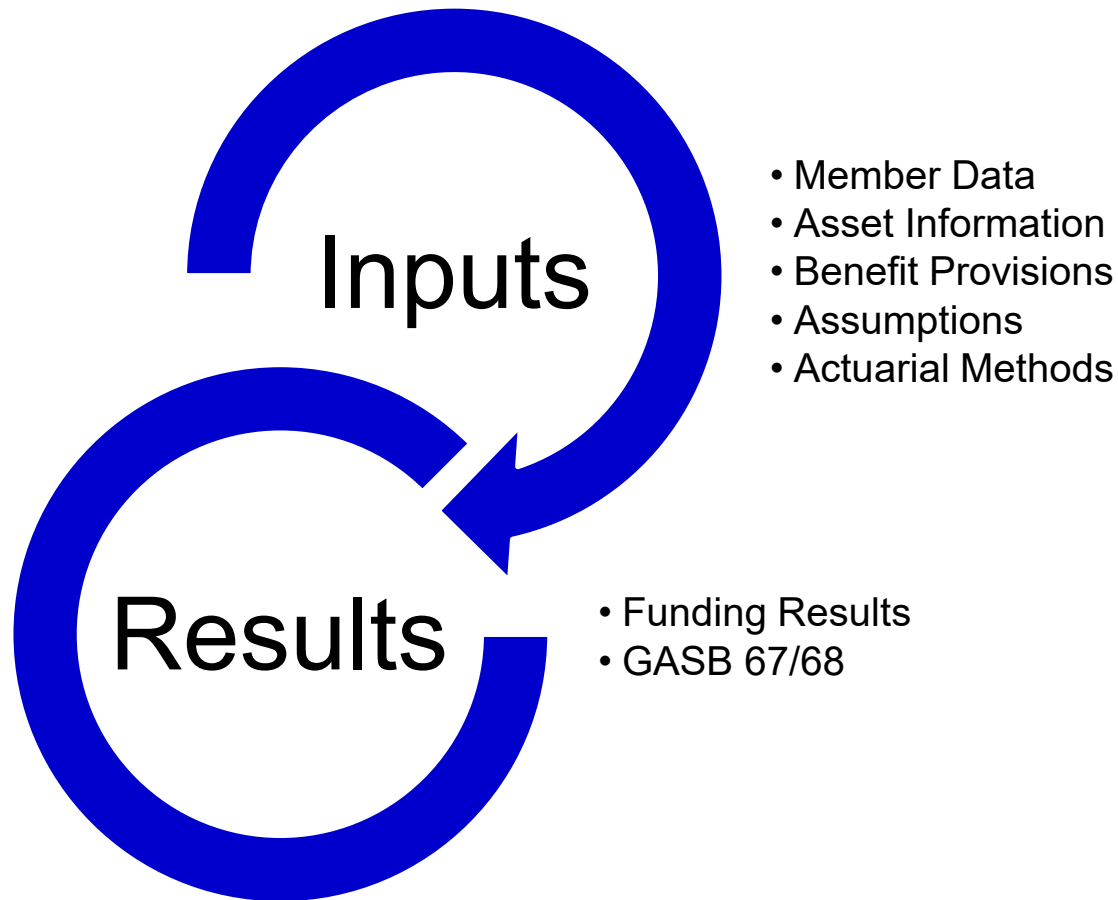 Inputs
• Member Data
• Asset Information
• Benefit Provisions
• Assumptions
• Actuarial Methods
Results
• Funding Results
• GASB 67/68